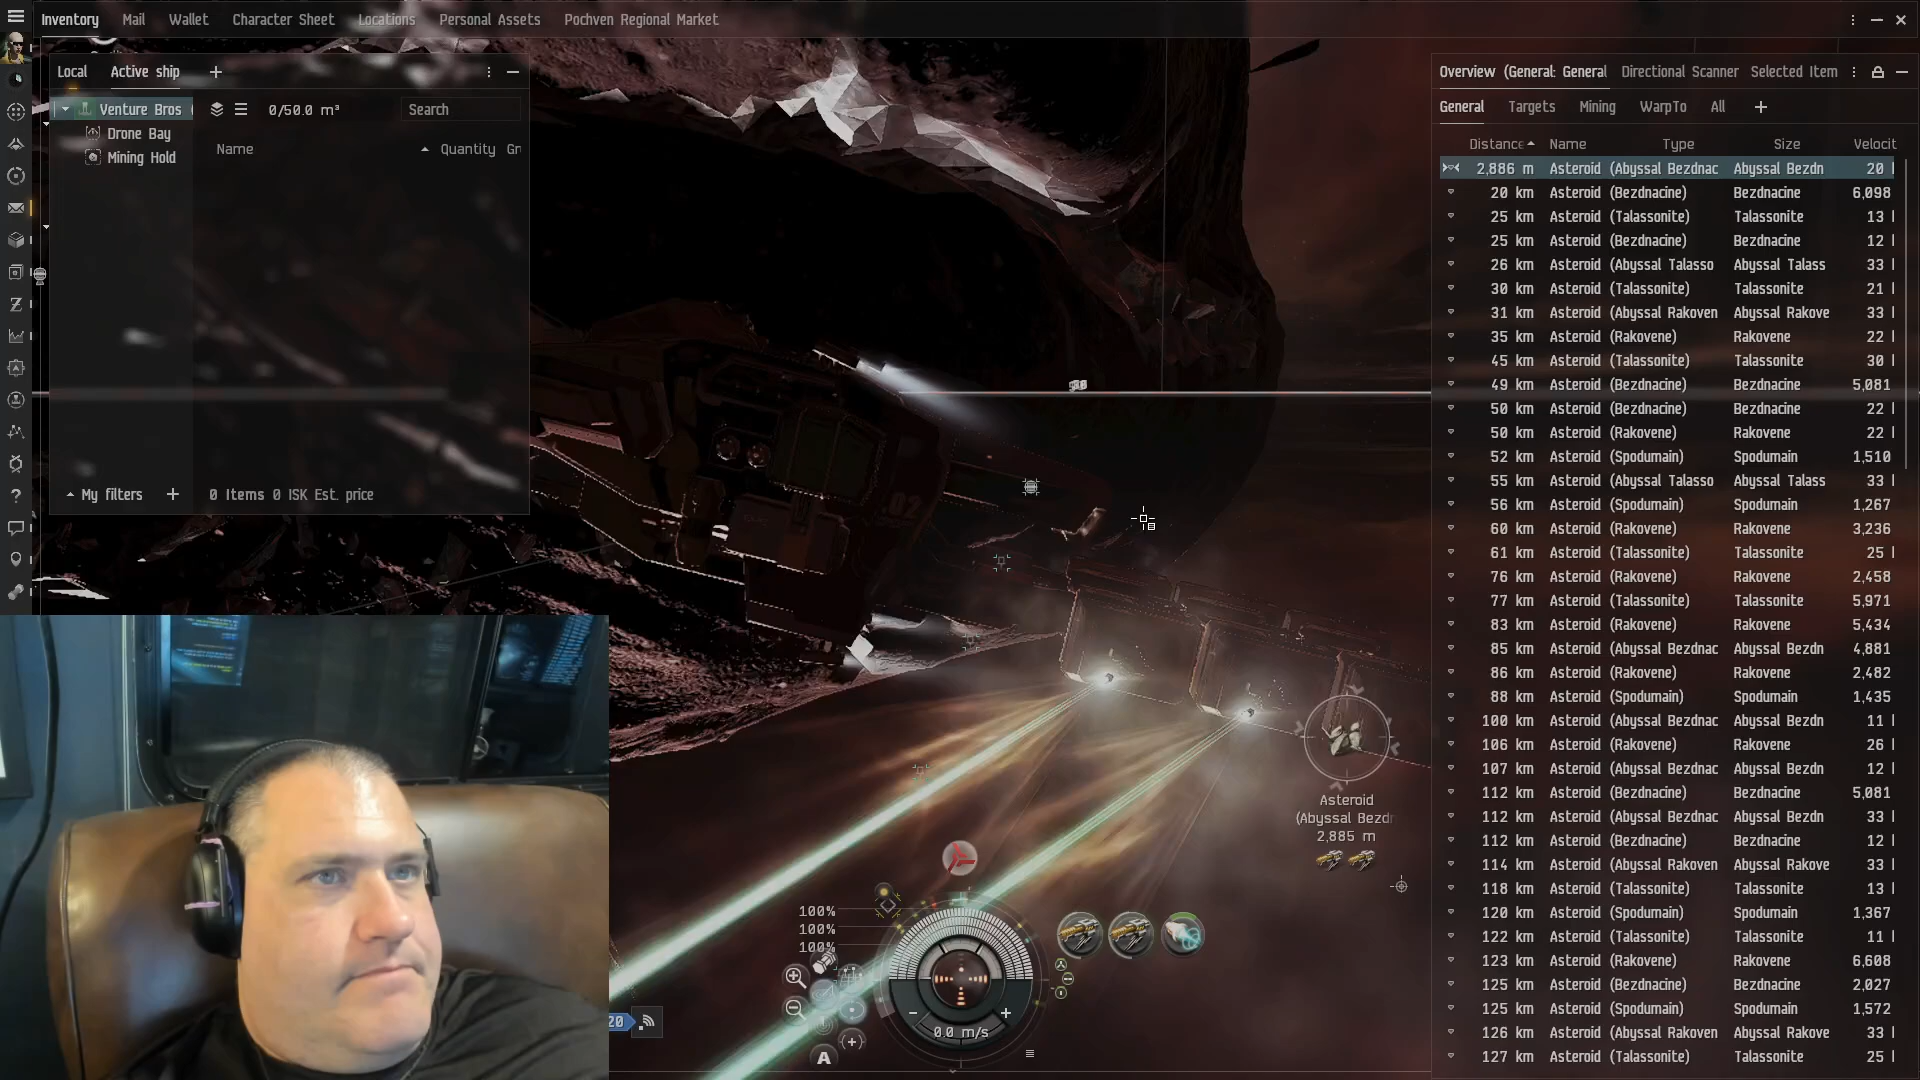 Inventory Mail Wallet Character Sheet Locations Personal Assets Pochven Regional Market
Local Active ship +
Venture Bros
0/50.0 m³
Search
Drone Bay
Mining Hold
Name Quantity
My filters + 0 Items 0 ISK Est. price
Overview (General: General Directional Scanner Selected Item
General Targets Mining WarpTo All +
Distance Name Type Size Velocit
2,886 m Asteroid (Abyssal Bezdnac Abyssal Bezdn 20
20 km Asteroid (Bezdnacine) Bezdnacine 6,098
25 km Asteroid (Talassonite) Talassonite 13
25 km Asteroid (Bezdnacine) Bezdnacine 12
26 km Asteroid (Abyssal Talasso Abyssal Talass 33
30 km Asteroid (Talassonite) Talassonite 21
31 km Asteroid (Abyssal Rakoven Abyssal Rakove 33
35 km Asteroid (Rakovene) Rakovene 22
45 km Asteroid (Talassonite) Talassonite 30
49 km Asteroid (Bezdnacine) Bezdnacine 5,081
50 km Asteroid (Bezdnacine) Bezdnacine 22
50 km Asteroid (Rakovene) Rakovene 22
52 km Asteroid (Spodumain) Spodumain 1,510
55 km Asteroid (Abyssal Talasso Abyssal Talass 33
56 km Asteroid (Spodumain) Spodumain 1,267
60 km Asteroid (Rakovene) Rakovene 3,236
61 km Asteroid (Talassonite) Talassonite 25
76 km Asteroid (Rakovene) Rakovene 2,458
77 km Asteroid (Talassonite) Talassonite 5,971
83 km Asteroid (Rakovene) Rakovene 5,434
85 km Asteroid (Abyssal Bezdnac Abyssal Bezdn 4,881
86 km Asteroid (Rakovene) Rakovene 2,482
88 km Asteroid (Spodumain) Spodumain 1,435
100 km Asteroid (Abyssal Bezdnac Abyssal Bezdn 11
106 km Asteroid (Rakovene) Rakovene 26
107 km Asteroid (Abyssal Bezdnac Abyssal Bezdn 12
112 km Asteroid (Bezdnacine) Bezdnacine 5,081
112 km Asteroid (Abyssal Bezdnac Abyssal Bezdn 33
112 km Asteroid (Bezdnacine) Bezdnacine 12
114 km Asteroid (Abyssal Rakoven Abyssal Rakove 33
118 km Asteroid (Talassonite) Talassonite 13
120 km Asteroid (Spodumain) Spodumain 1,367
122 km Asteroid (Talassonite) Talassonite 11
123 km Asteroid (Rakovene) Rakovene 6,608
125 km Asteroid (Bezdnacine) Bezdnacine 2,027
125 km Asteroid (Spodumain) Spodumain 1,572
126 km Asteroid (Abyssal Rakoven Abyssal Rakove 33
127 km Asteroid (Talassonite) Talassonite 25
02
Asteroid
(Abyssal Bezdn
2,885 m
100%
100%
100%
20
0.0 m/s
A